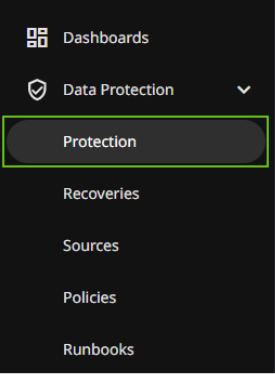 Dashboards
Data Protection
Protection
Recoveries
Sources
Policies
Runbooks